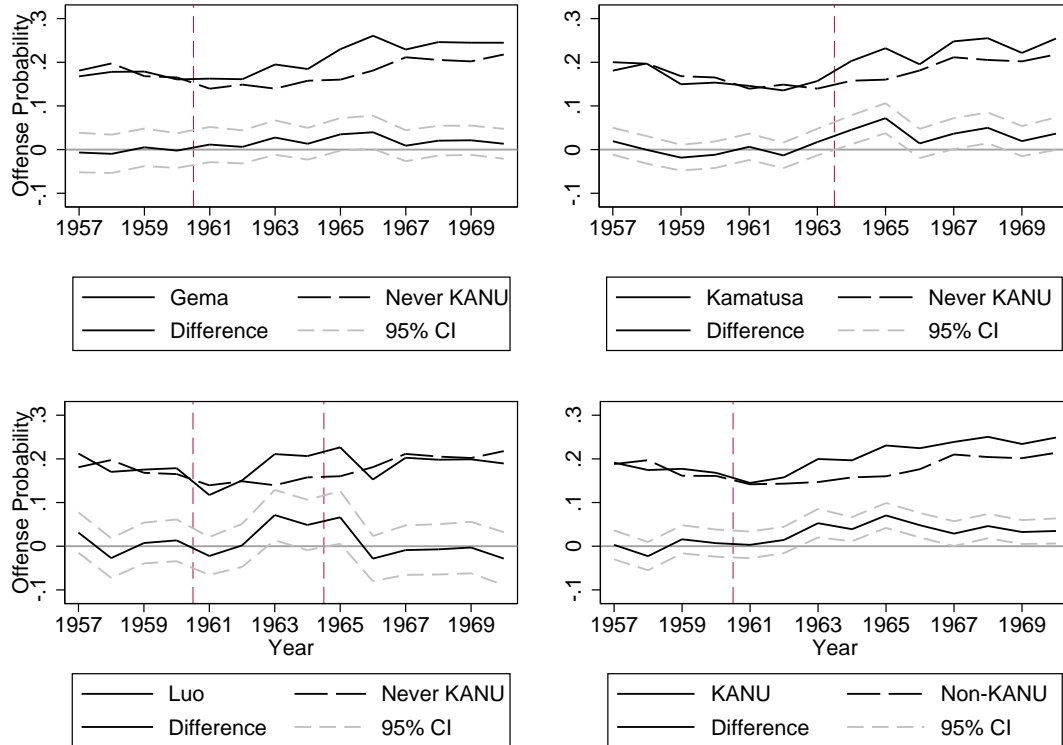 Offense Probability
.3
.2
.1
0
-.1
1957 1959 1961 1963 1965 1967 1969
Gema Never KANU
Difference 95% CI
.3
.2
.1
0
-.1
1957 1959 1961 1963 1965 1967 1969
Kamatusa Never KANU
Difference 95% CI
Offense Probability
.3
.2
.1
0
-.1
1957 1959 1961 1963 1965 1967 1969
Year
Luo Never KANU
Difference 95% CI
.3
.2
.1
0
-.1
1957 1959 1961 1963 1965 1967 1969
Year
KANU Non-KANU
Difference 95% CI